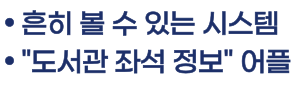 • 흔히 볼 수 있는 시스템
• "도서관 좌석 정보" 어플